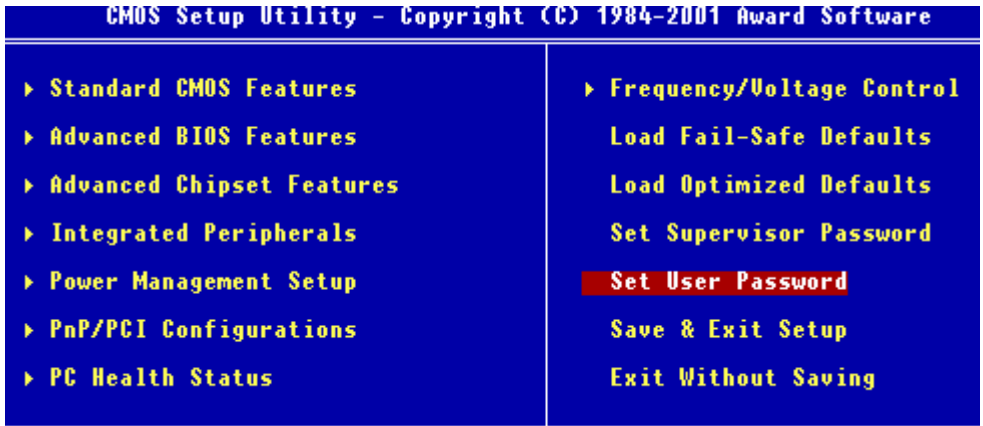 CMOS Setup Utility - Copyright (C) 1984-2001 Award Software
Standard CMOS Features
Advanced BIOS Features
Advanced Chipset Features
Integrated Peripherals
Power Management Setup
PnP/PCI Configurations
PC Health Status
Frequency/Voltage Control
Load Fail-Safe Defaults
Load Optimized Defaults
Set Supervisor Password
Set User Password
Save & Exit Setup
Exit Without Saving